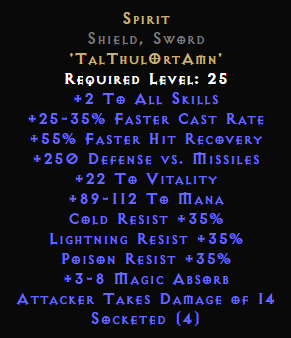 Spirit
Shield, Sword
'TalThulOrtAmn'
Required Level: 25
+2 To All Skills
+25-35% Faster Cast Rate
+55% Faster Hit Recovery
+250 Defense vs. Missiles
+22 To Vitality
+89-112 To Mana
Cold Resist +35%
Lightning Resist +35%
Poison Resist +35%
+3-8 Magic Absorb
Attacker Takes Damage of 14
Socketed (4)